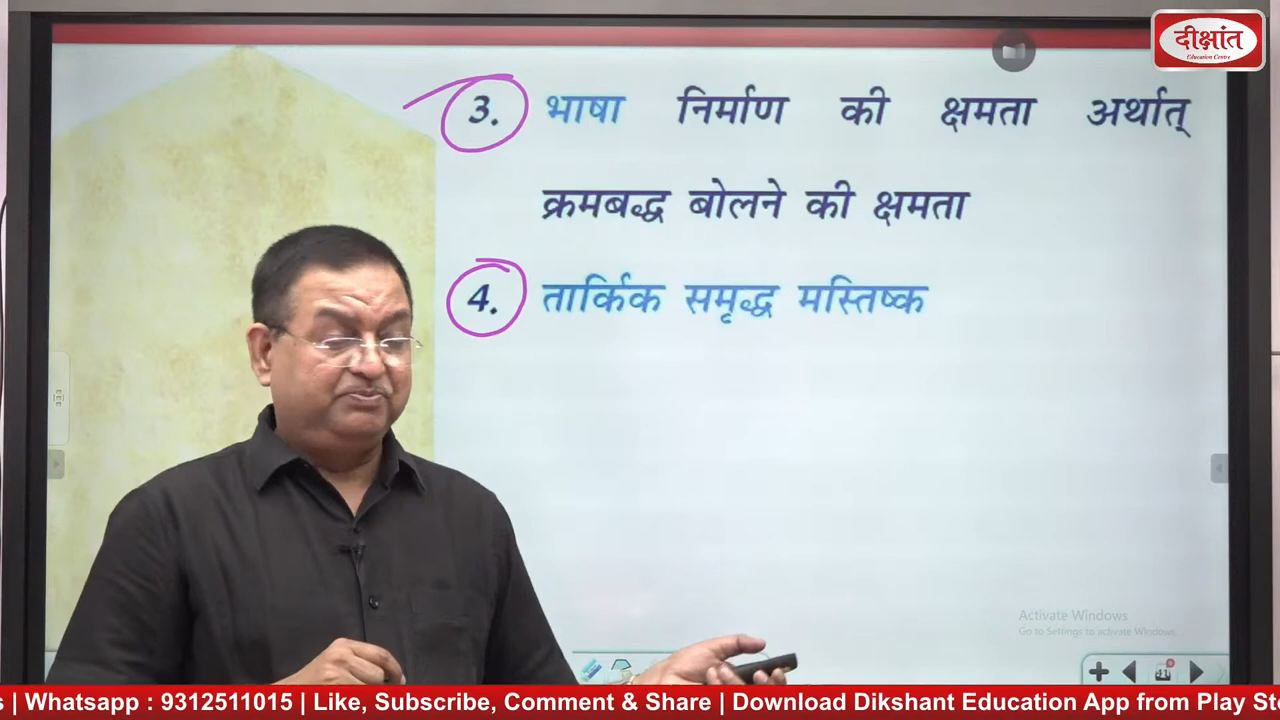 दीक्षांत
Education Centre
3. भाषा निर्माण की क्षमता अर्थात्
क्रमबद्ध बोलने की क्षमता
4. तार्किक समृद्ध मस्तिष्क
Activate Windows
Go to Settings to activate Windows.
| Whatsapp : 9312511015 | Like, Subscribe, Comment & Share | Download Dikshant Education App from Play